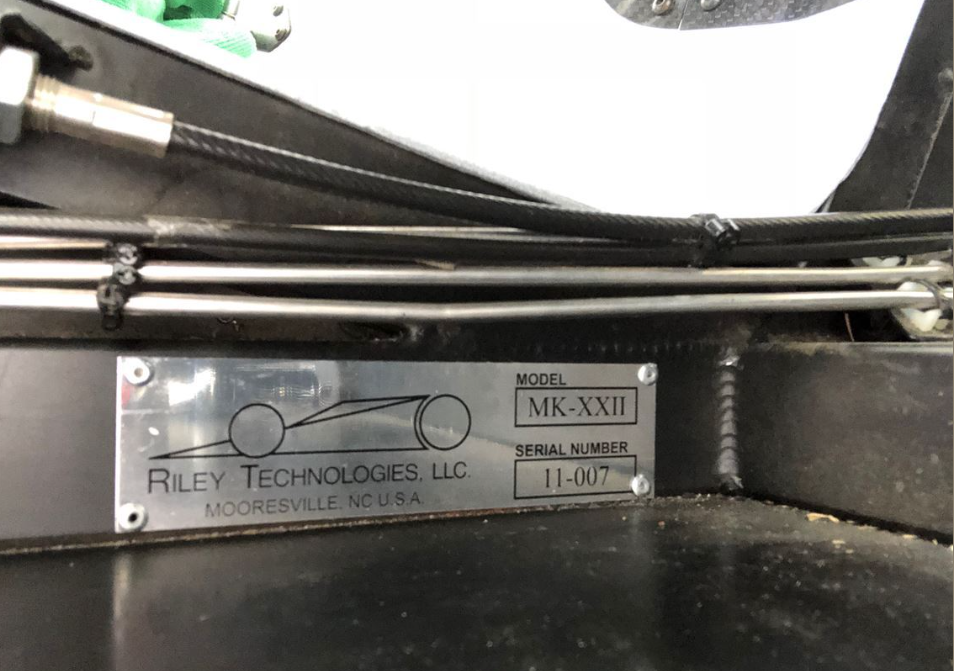 RILEY TECHNOLOGIES, LLC.
MOORESVILLE, NC U.S.A.
MODEL
MK-XXII
SERIAL NUMBER
11-007